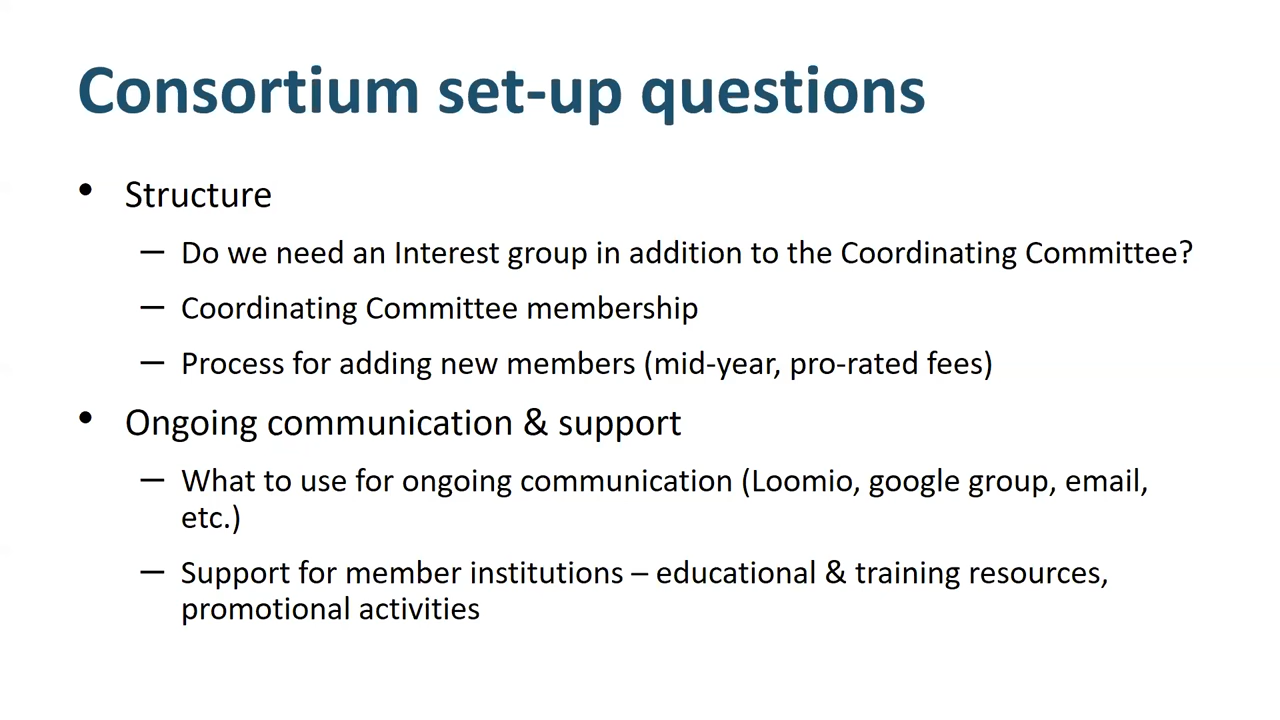 Consortium set-up questions
• Structure
– Do we need an Interest group in addition to the Coordinating Committee?
– Coordinating Committee membership
– Process for adding new members (mid-year, pro-rated fees)
• Ongoing communication & support
– What to use for ongoing communication (Loomio, google group, email,
etc.)
– Support for member institutions – educational & training resources,
promotional activities